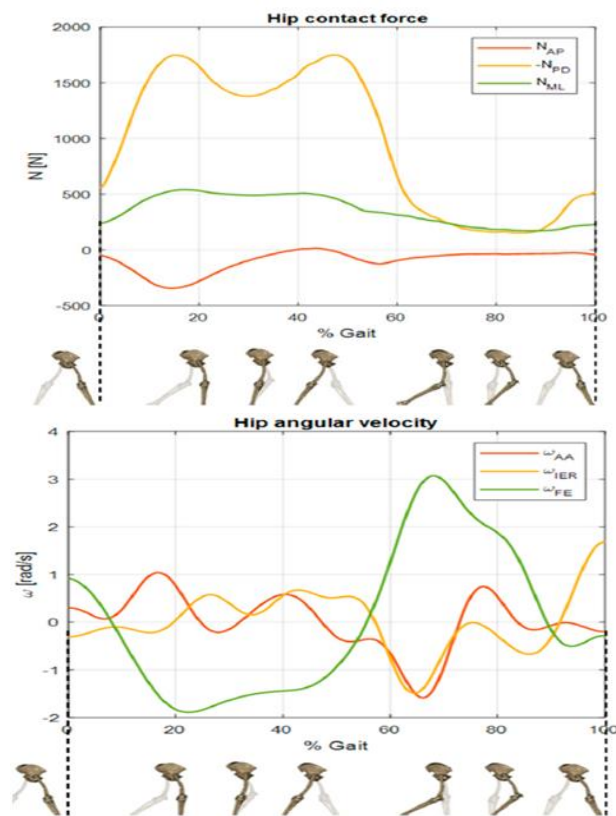 Hip contact force
2000
1500
1000
500
0
-500
N [N]
N_AP
-N_PD
N_ML
0 20 40 60 80 100
% Gait
Hip angular velocity
4
3
2
1
0
-1
-2
ω [rad/s]
ω_AA
ω_IER
ω_FE
0 20 40 60 80 100
% Gait